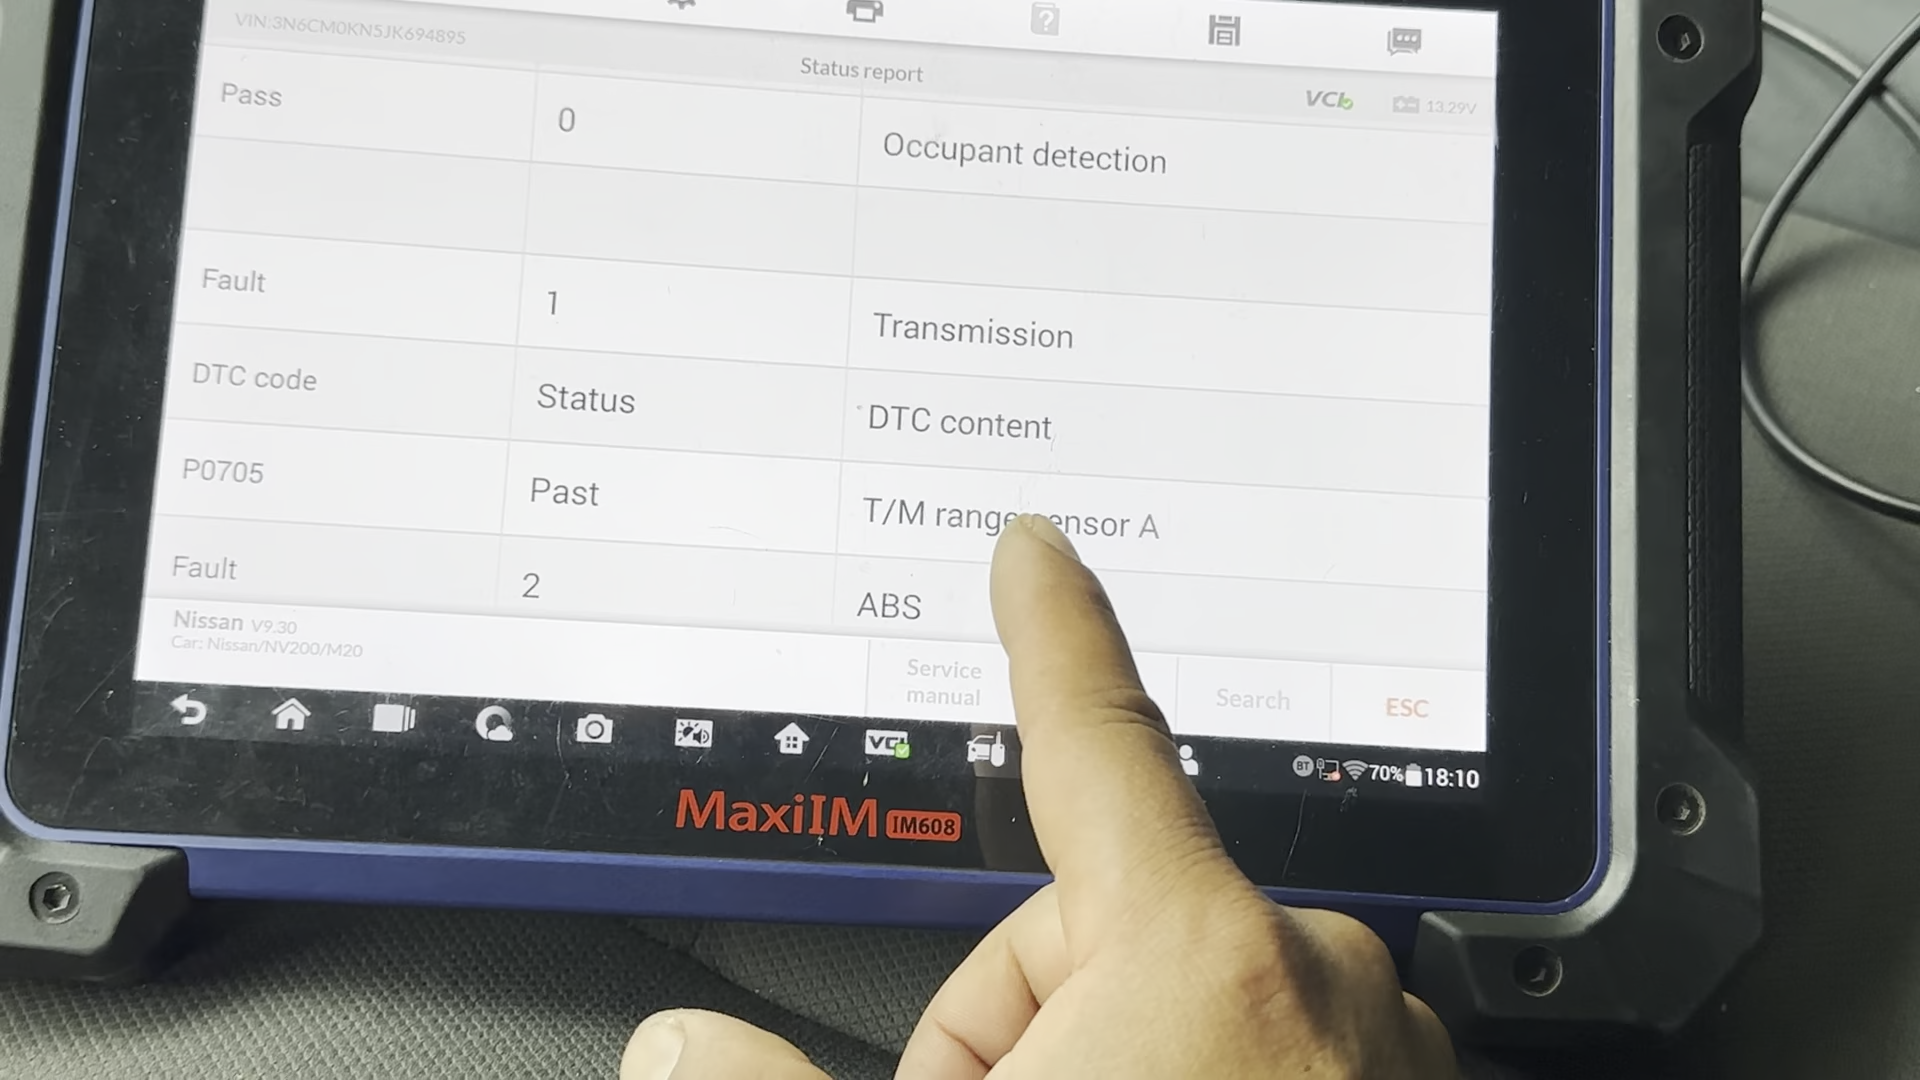 VIN:3N6CM0KN5JK694895
Status report
VCI
13.29V
Pass 0 Occupant detection
Fault 1 Transmission
DTC code Status DTC content
P0705 Past T/M range sensor A
Fault 2 ABS
Nissan V9.30
Car: Nissan/NV200/M20
Service
manual
Search
ESC
VCI
BT
70%
18:10
MaxiIM IM608